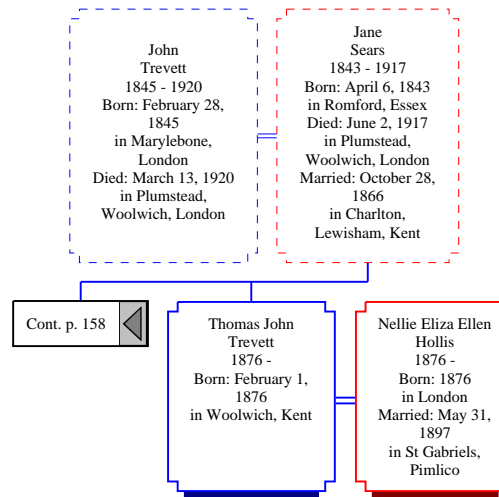 John
Trevett
1845 - 1920
Born: February 28,
1845
in Marylebone,
London
Died: March 13, 1920
in Plumstead,
Woolwich, London
Jane
Sears
1843 - 1917
Born: April 6, 1843
in Romford, Essex
Died: June 2, 1917
in Plumstead,
Woolwich, London
Married: October 28,
1866
in Charlton,
Lewisham, Kent
Cont. p. 158
Thomas John
Trevett
1876 -
Born: February 1,
1876
in Woolwich, Kent
Nellie Eliza Ellen
Hollis
1876 -
Born: 1876
in London
Married: May 31,
1897
in St Gabriels,
Pimlico